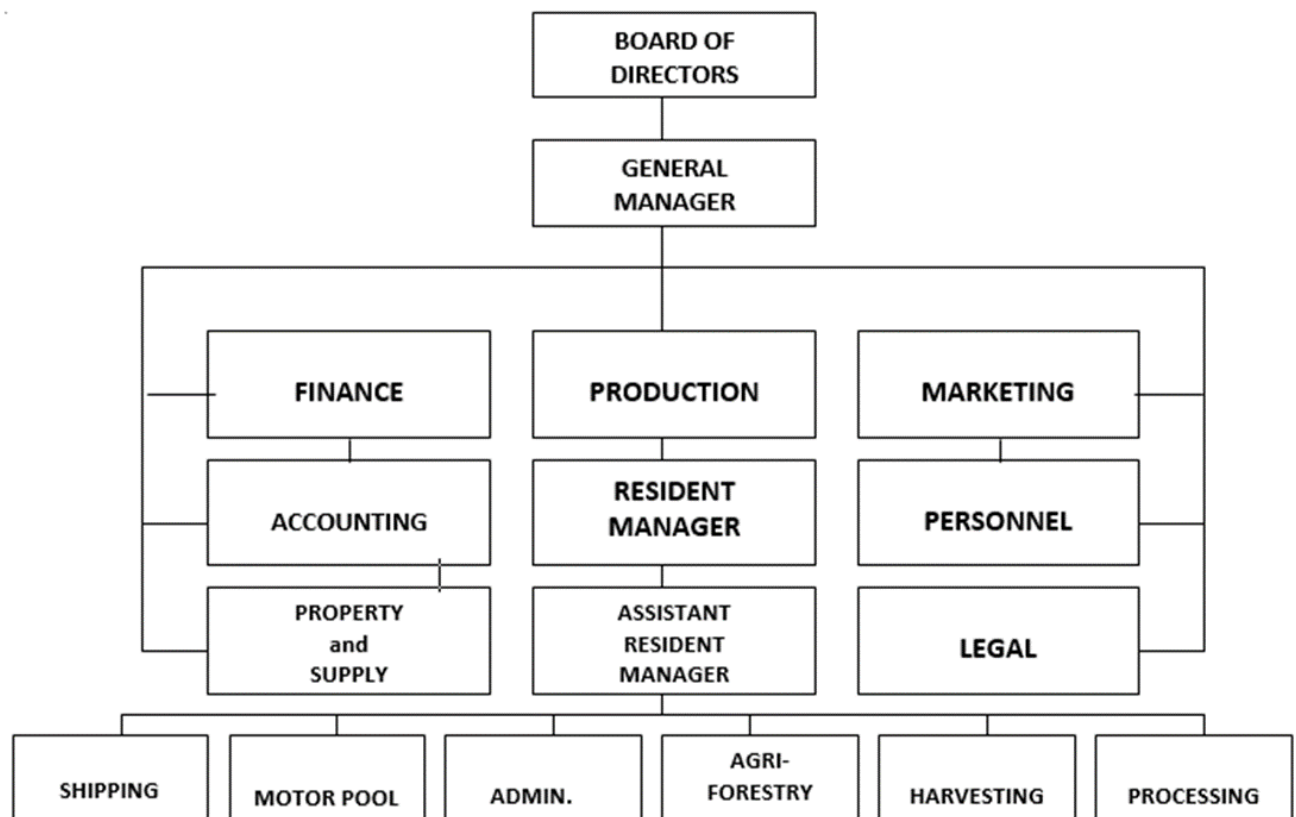 BOARD OF
DIRECTORS
GENERAL
MANAGER
FINANCE
PRODUCTION
MARKETING
ACCOUNTING
RESIDENT
MANAGER
PERSONNEL
PROPERTY
and
SUPPLY
ASSISTANT
RESIDENT
MANAGER
LEGAL
SHIPPING
MOTOR POOL
ADMIN.
AGRI-
FORESTRY
HARVESTING
PROCESSING